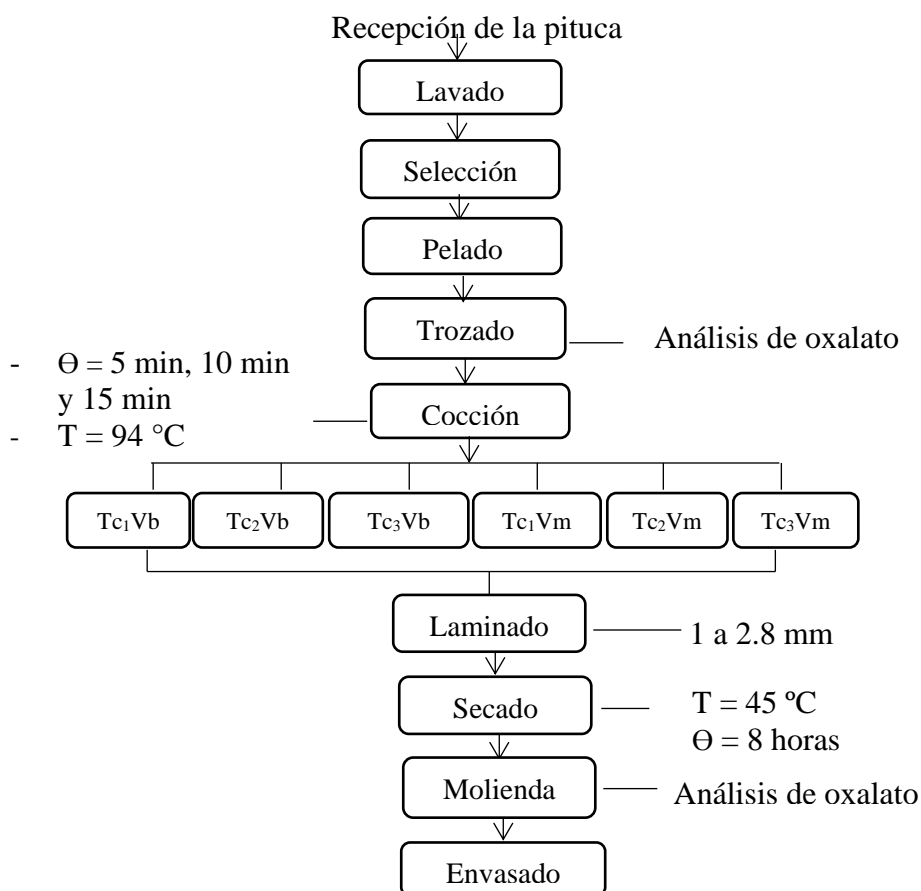 Recepción de la pituca
Lavado
Selección
Pelado
Trozado
Análisis de oxalato
- Ɵ = 5 min, 10 min
y 15 min
- T = 94 °C
Cocción
Tc₁Vb
Tc₂Vb
Tc₃Vb
Tc₁Vm
Tc₂Vm
Tc₃Vm
Laminado
1 a 2.8 mm
Secado
T = 45 ºC
Ɵ = 8 horas
Molienda
Análisis de oxalato
Envasado